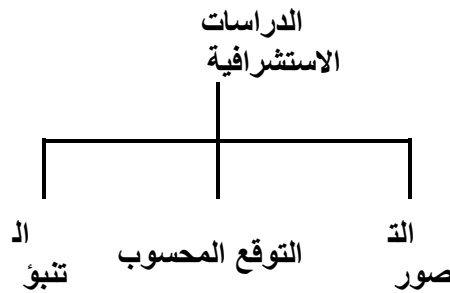 الدراسات
الاستشرافية
الت
صور
التوقع المحسوب
ال
تنبؤ